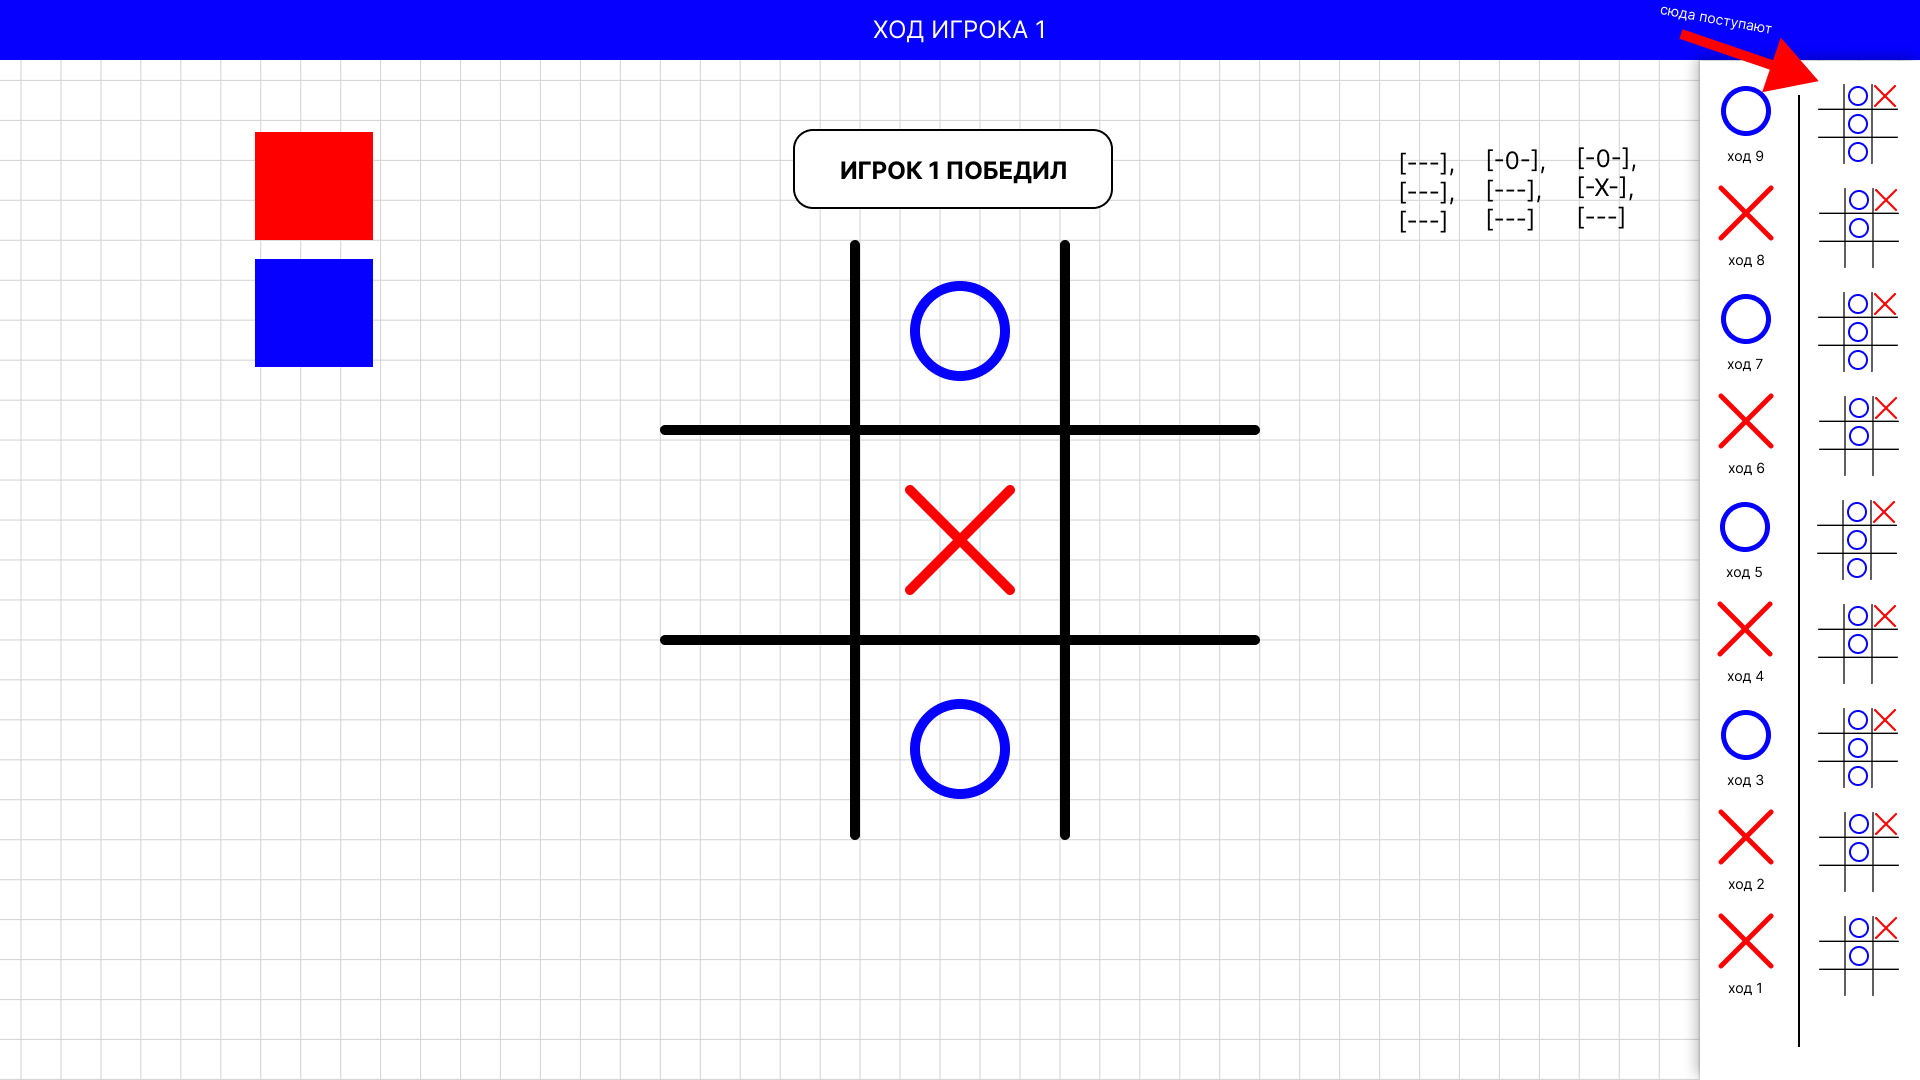 ХОД ИГРОКА 1
сюда поступают
ИГРОК 1 ПОБЕДИЛ
[---],
[---],
[---]
[-0-],
[---],
[---]
[-0-],
[-X-],
[---]
ход 9
ход 8
ход 7
ход 6
ход 5
ход 4
ход 3
ход 2
ход 1